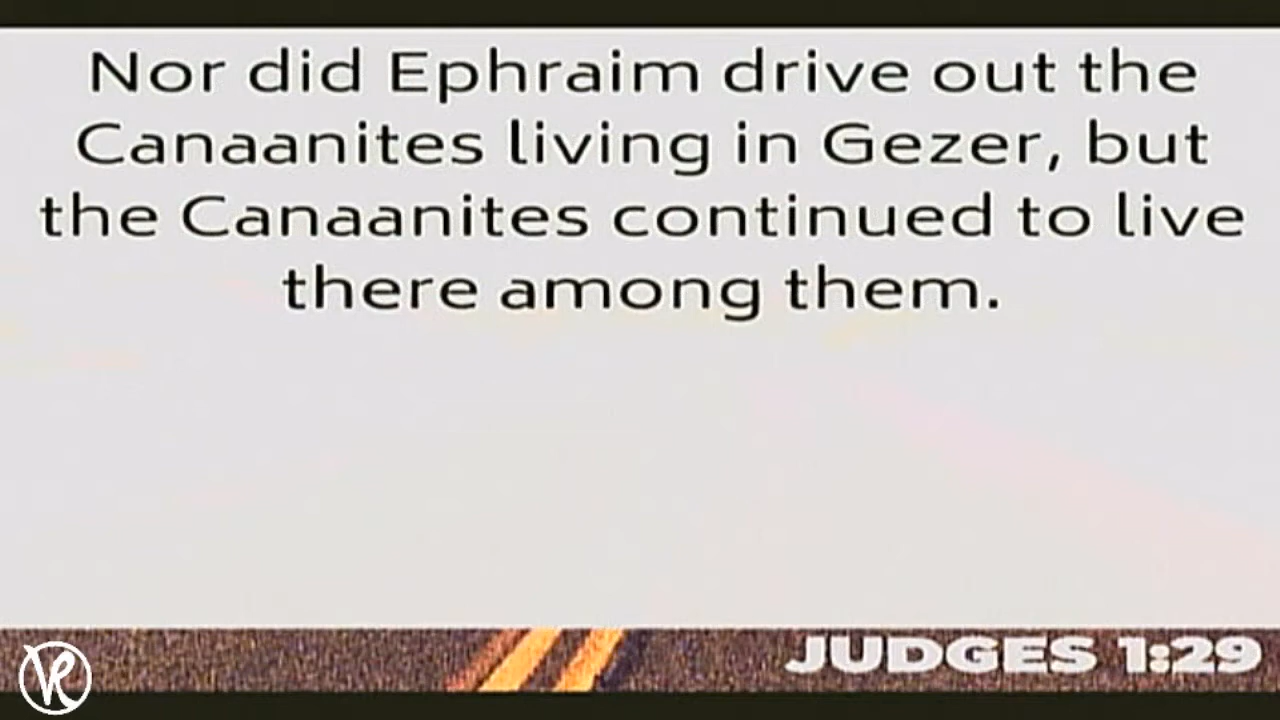 Nor did Ephraim drive out the
Canaanites living in Gezer, but
the Canaanites continued to live
there among them.
JUDGES 1:29